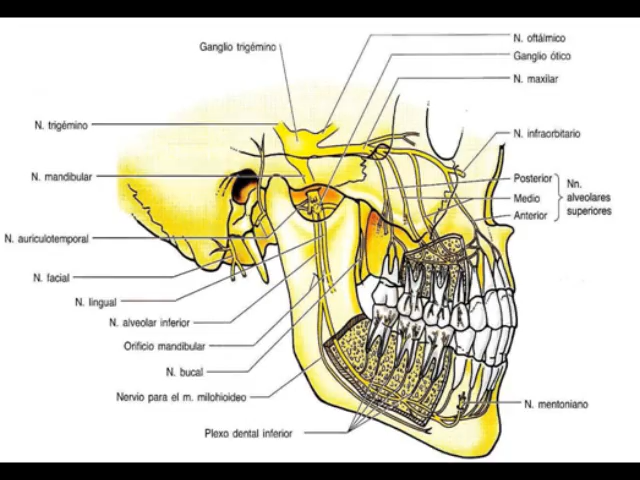 Ganglio trigémino
N. trigémino
N. mandibular
N. auriculotemporal
N. facial
N. lingual
N. alveolar inferior
Orificio mandibular
N. bucal
Nervio para el m. milohioideo
Plexo dental inferior
N. oftálmico
Ganglio ótico
N. maxilar
N. infraorbitario
Posterior
Medio
Anterior
Nn.
alveolares
superiores
N. mentoniano